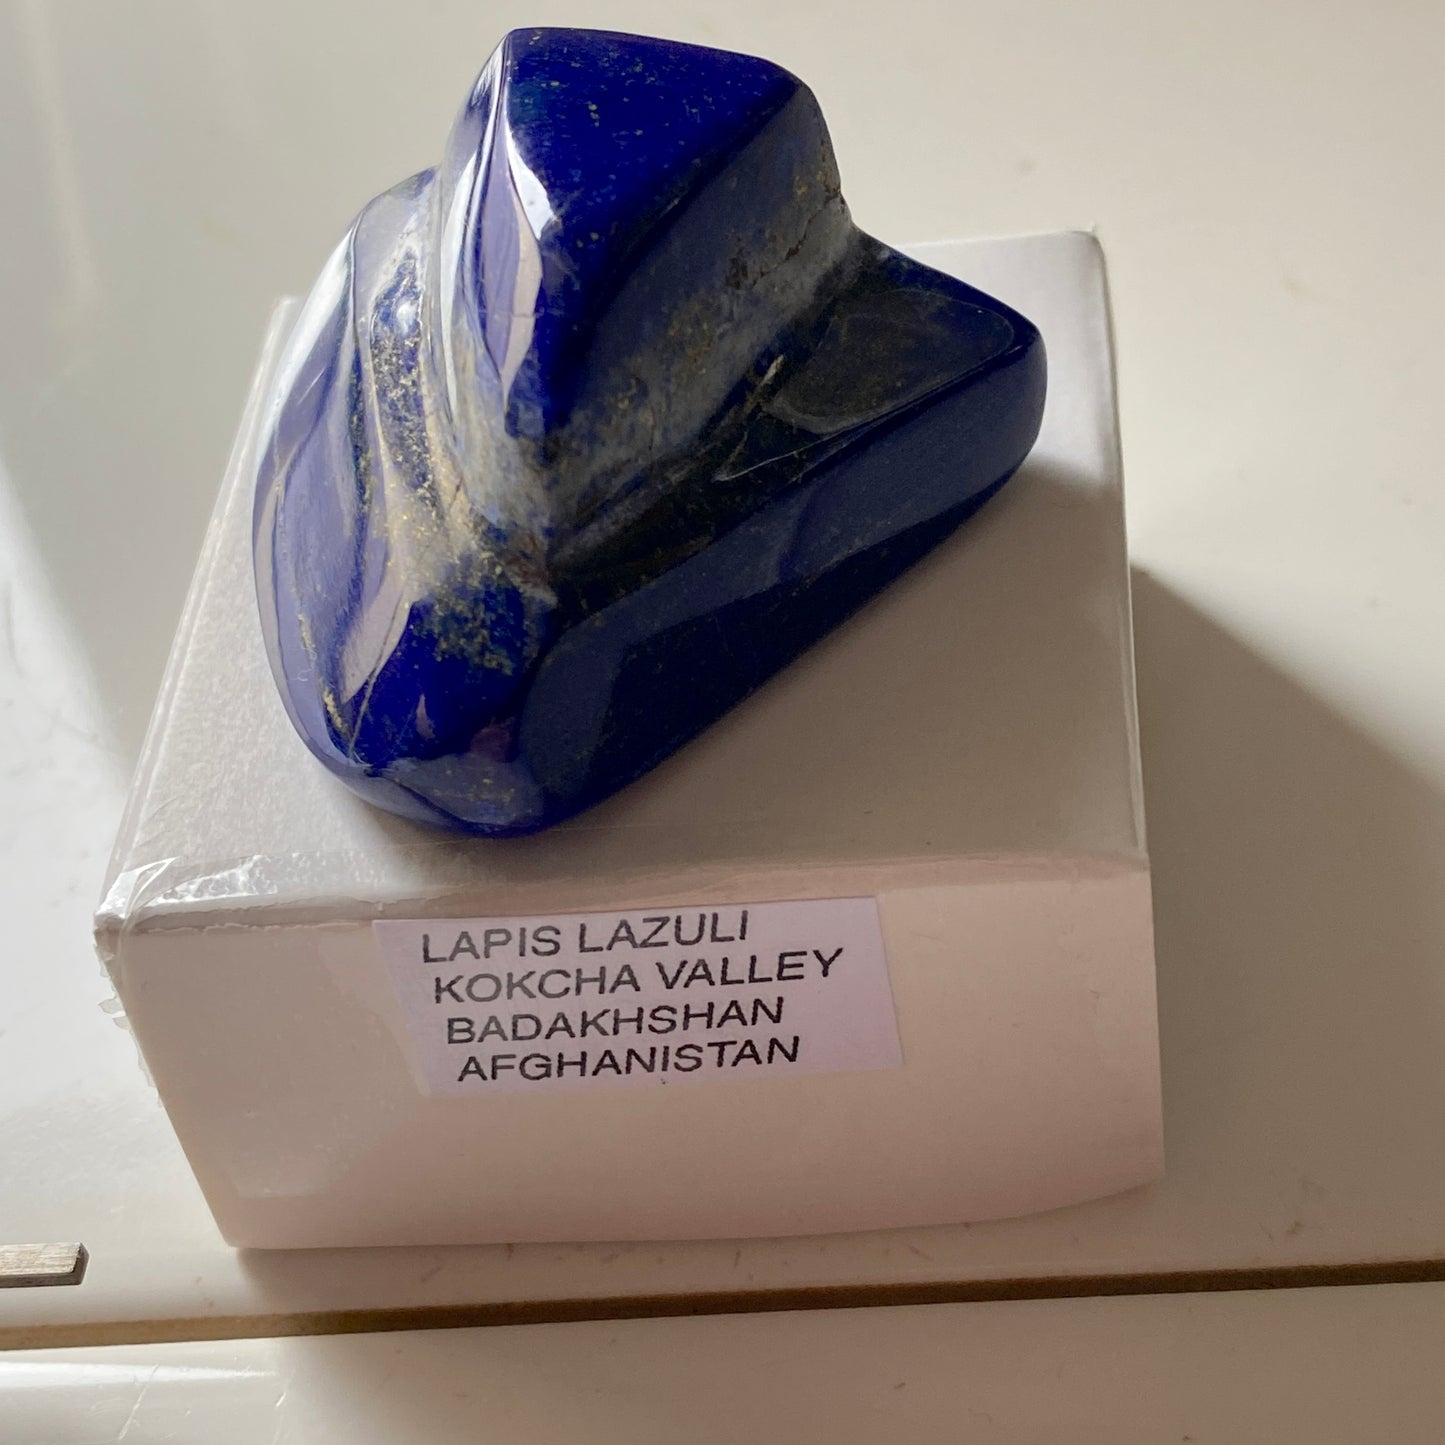 LAPIS LAZULI
KOKCHA VALLEY
BADAKHSHAN
AFGHANISTAN